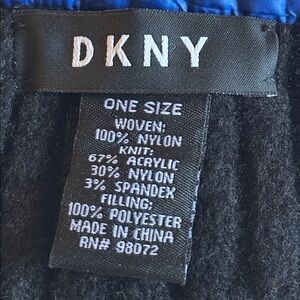 DKNY
ONE SIZE
WOVEN:
100% NYLON
KNIT:
67% ACRYLIC
30% NYLON
3% SPANDEX
FILLING:
100% POLYESTER
MADE IN CHINA
RN# 98072